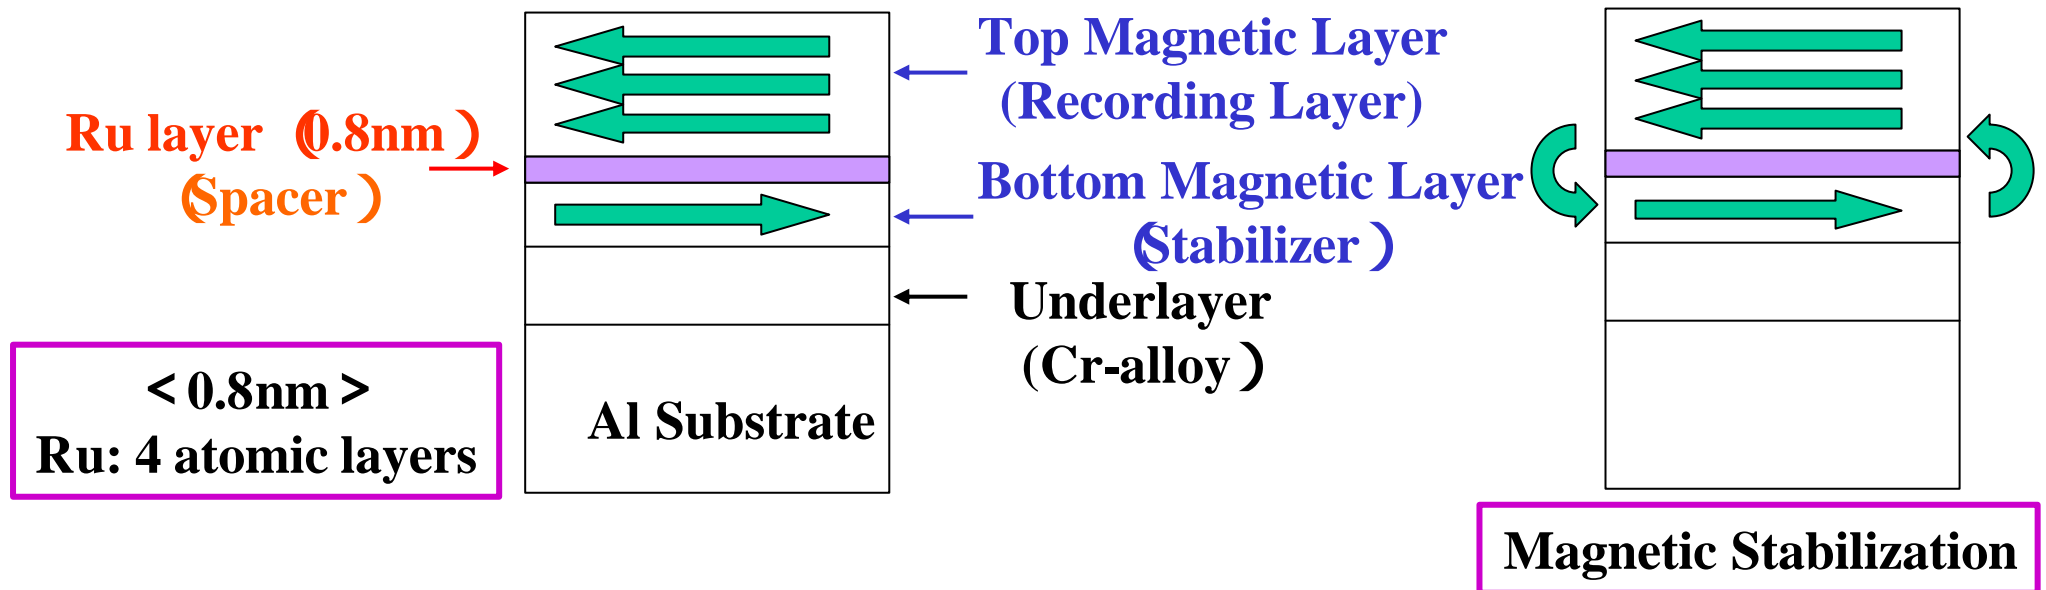 Ru layer (0.8nm)
(Spacer)
<0.8nm>
Ru: 4 atomic layers
Al Substrate
Top Magnetic Layer
(Recording Layer)
Bottom Magnetic Layer
(Stabilizer)
Underlayer
(Cr-alloy)
Magnetic Stabilization